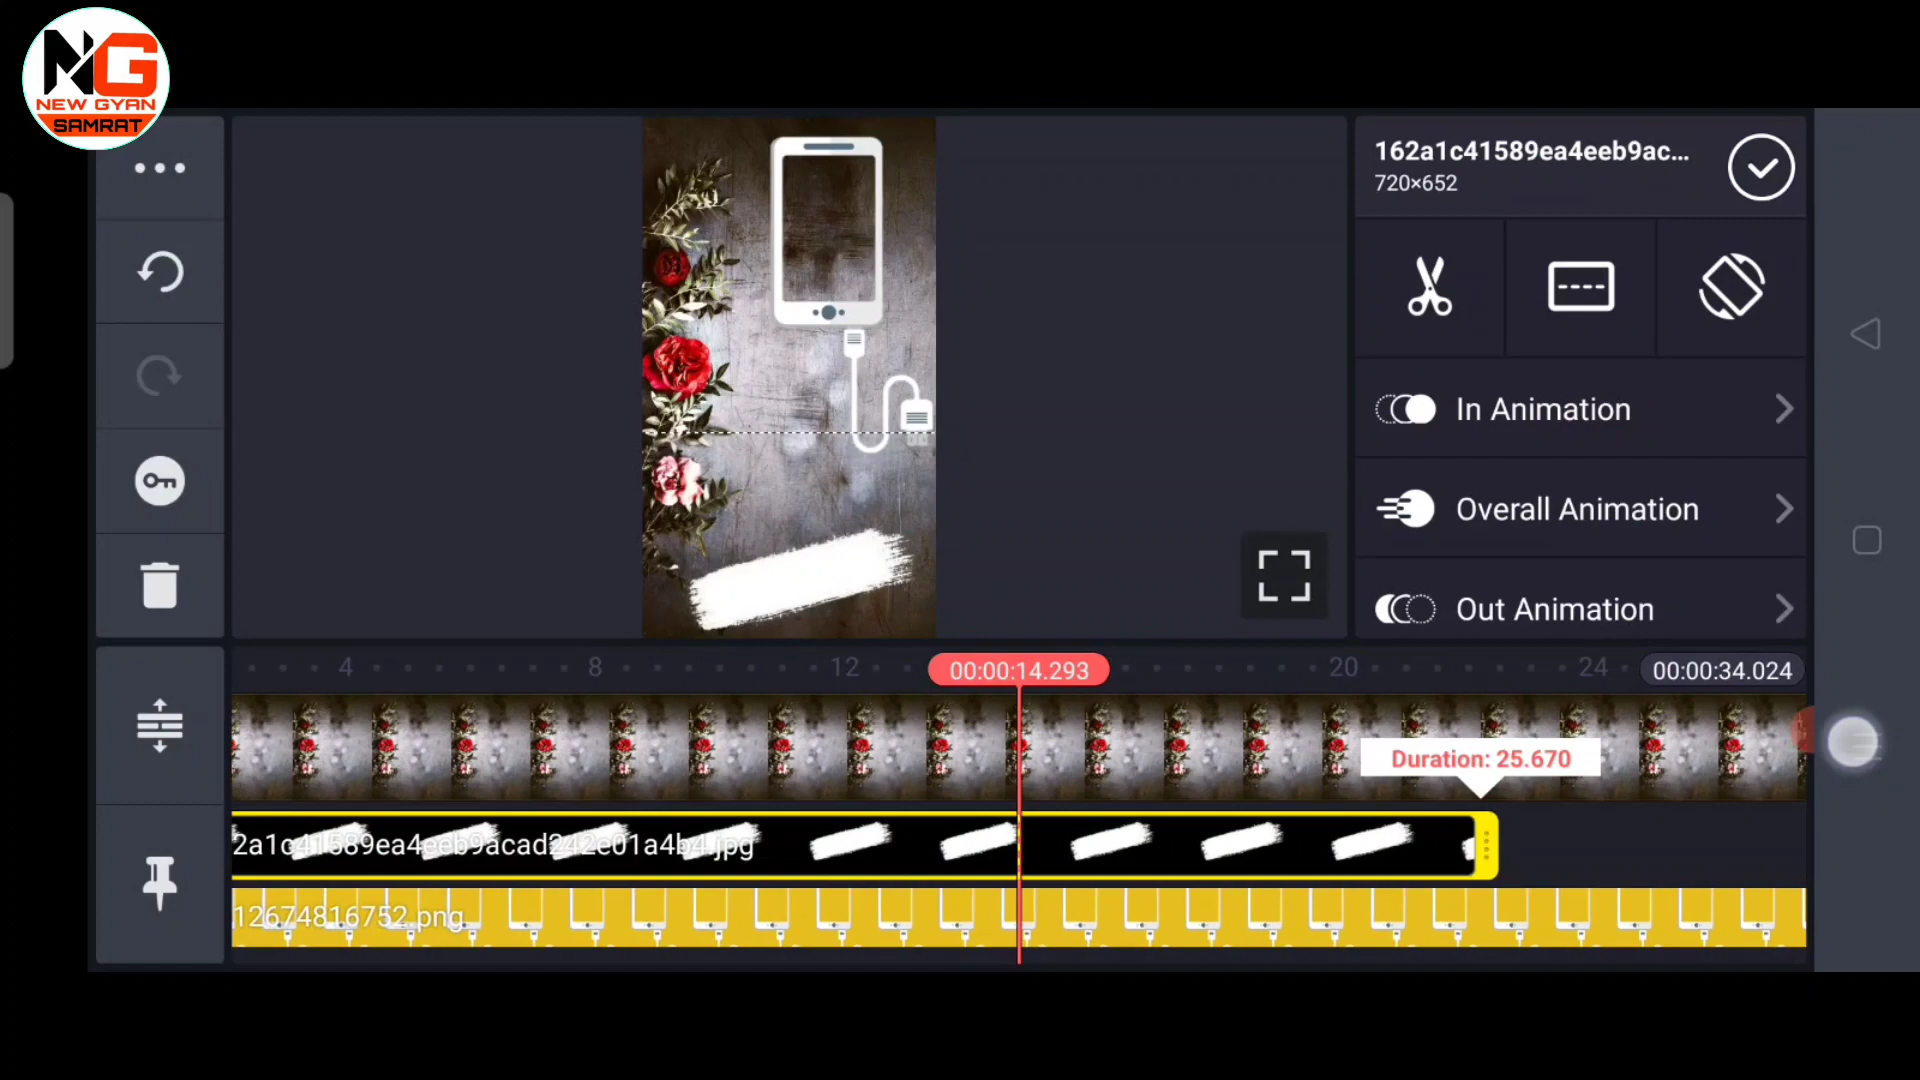 NG
NEW GYAN
SAMRAT
162a1c41589ea4eeb9ac...
720×652
In Animation
Overall Animation
Out Animation
4 8 12 00:00:14.293 20 24 00:00:34.024
Duration: 25.670
2a1c41589ea4eeb9acad242e01a4b4.jpg
12674816752.png